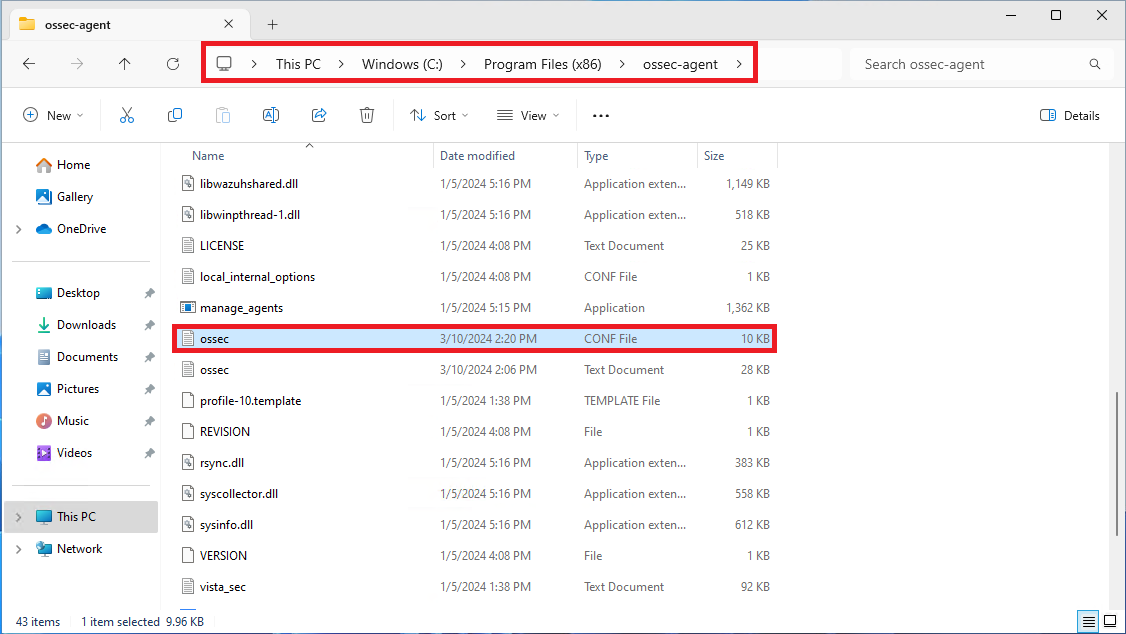 ossec-agent
This PC > Windows (C:) > Program Files (x86) > ossec-agent >
Search ossec-agent
New
Sort
View
Details
Home
Gallery
OneDrive
Desktop
Downloads
Documents
Pictures
Music
Videos
This PC
Network
Name Date modified Type Size
libwazuhshared.dll 1/5/2024 5:16 PM Application exten... 1,149 KB
libwinpthread-1.dll 1/5/2024 5:16 PM Application exten... 518 KB
LICENSE 1/5/2024 4:08 PM Text Document 25 KB
local_internal_options 1/5/2024 4:08 PM CONF File 1 KB
manage_agents 1/5/2024 5:15 PM Application 1,362 KB
ossec 3/10/2024 2:20 PM CONF File 10 KB
ossec 3/10/2024 2:06 PM Text Document 28 KB
profile-10.template 1/5/2024 1:38 PM TEMPLATE File 1 KB
REVISION 1/5/2024 4:08 PM File 1 KB
rsync.dll 1/5/2024 5:16 PM Application exten... 383 KB
syscollector.dll 1/5/2024 5:16 PM Application exten... 558 KB
sysinfo.dll 1/5/2024 5:16 PM Application exten... 612 KB
VERSION 1/5/2024 4:08 PM File 1 KB
vista_sec 1/5/2024 1:38 PM Text Document 92 KB
43 items 1 item selected 9.96 KB